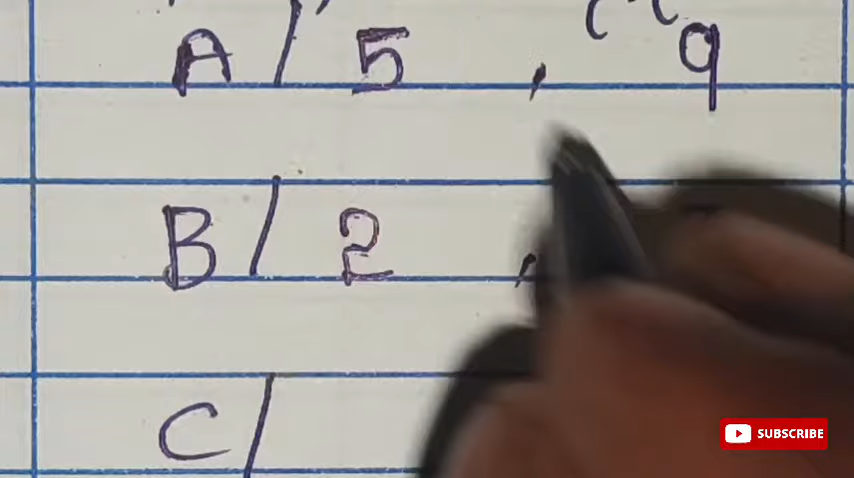 A/ 5 , 9
B/ 2 ,
C/
SUBSCRIBE